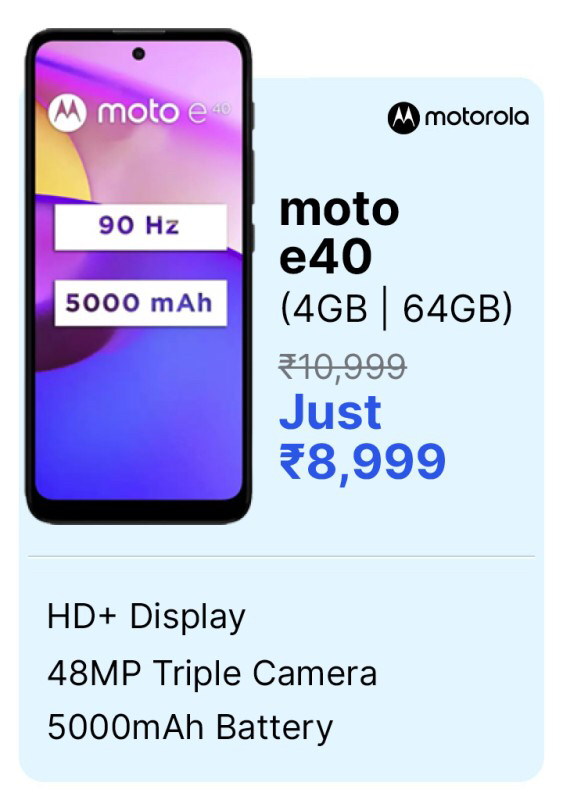 moto e40
90 Hz
5000 mAh
motorola
moto
e40
(4GB | 64GB)
₹10,999
Just
₹8,999
HD+ Display
48MP Triple Camera
5000mAh Battery